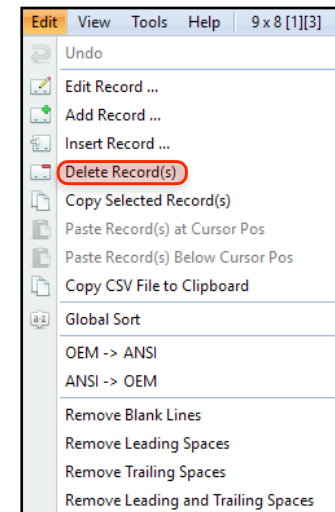 Edit View Tools Help 9 x 8 [1][3]
Undo
Edit Record ...
Add Record ...
Insert Record ...
Delete Record(s)
Copy Selected Record(s)
Paste Record(s) at Cursor Pos
Paste Record(s) Below Cursor Pos
Copy CSV File to Clipboard
a-z Global Sort
OEM -> ANSI
ANSI -> OEM
Remove Blank Lines
Remove Leading Spaces
Remove Trailing Spaces
Remove Leading and Trailing Spaces